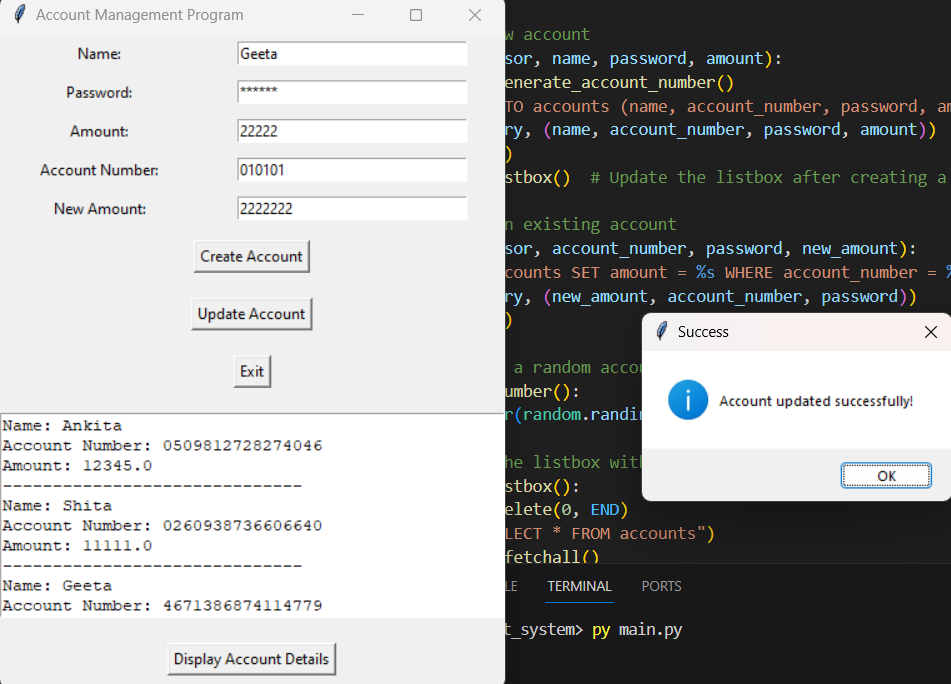 Account Management Program
Name:
Geeta
Password:
******
Amount:
22222
Account Number:
010101
New Amount:
2222222
Create Account
Update Account
Exit
Name: Ankita
Account Number: 0509812728274046
Amount: 12345.0
------------------------------
Name: Shita
Account Number: 0260938736606640
Amount: 11111.0
------------------------------
Name: Geeta
Account Number: 4671386874114779
Display Account Details
w account
sor, name, password, amount):
enerate_account_number()
TO accounts (name, account_number, password, am
ry, (name, account_number, password, amount))
)
stbox()  # Update the listbox after creating a
n existing account
sor, account_number, password, new_amount):
counts SET amount = %s WHERE account_number = %
ry, (new_amount, account_number, password))
)
a random accou
umber():
r(random.randin
he listbox wit
stbox():
elete(0, END)
LECT * FROM accounts")
fetchall()
Success
Account updated successfully!
OK
LE
TERMINAL
PORTS
t_system> py main.py